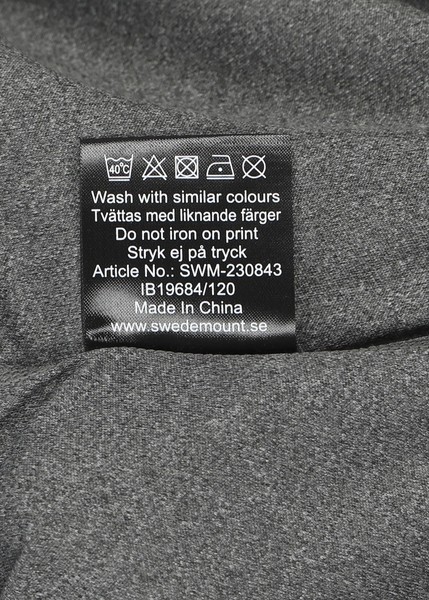 40°C
Wash with similar colours
Tvättas med liknande färger
Do not iron on print
Stryk ej på tryck
Article No.: SWM-230843
IB19684/120
Made In China
www.swedemount.se